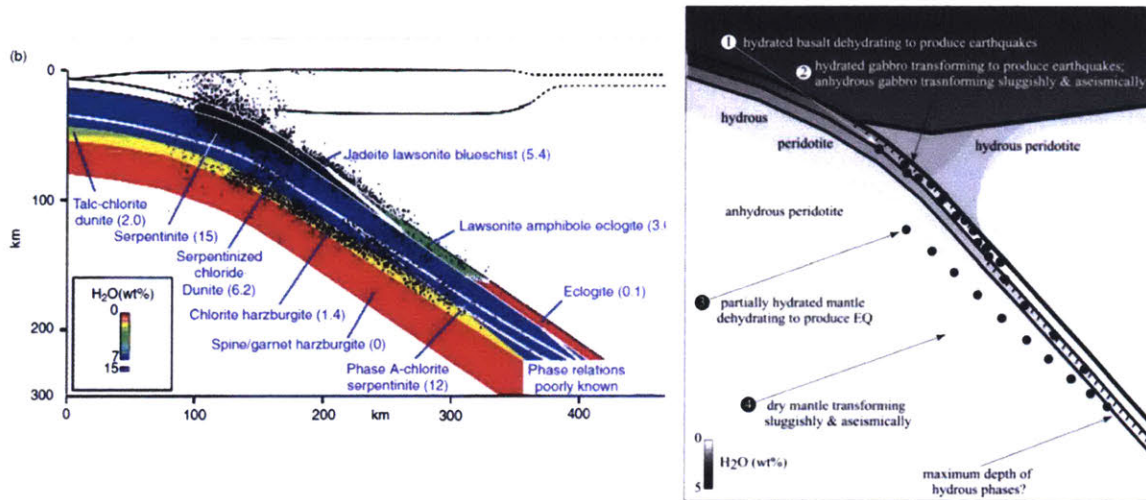 (b)
0
100
200
300
km
0
100
200
300
400
km
Jadeite lawsonite blueschist (5.4)
Talc-chlorite
dunite (2.0)
Serpentinite (15)
Lawsonite amphibole eclogite (3.
Serpentinized
chloride
Dunite (6.2)
Eclogite (0.1)
Chlorite harzburgite (1.4)
Spine/garnet harzburgite (0)
Phase A-chlorite
serpentinite (12)
Phase relations
poorly known
H2O(wt%)
0
7
15
1 hydrated basalt dehydrating to produce earthquakes
2 hydrated gabbro transforming to produce earthquakes;
anhydrous gabbro trasnforming sluggishly & aseismically
hydrous
peridotite
hydrous peridotite
anhydrous peridotite
3 partially hydrated mantle
dehydrating to produce EQ
4 dry mantle transforming
sluggishly & aseismically
0
5
H2O (wt%)
maximum depth of
hydrous phases?